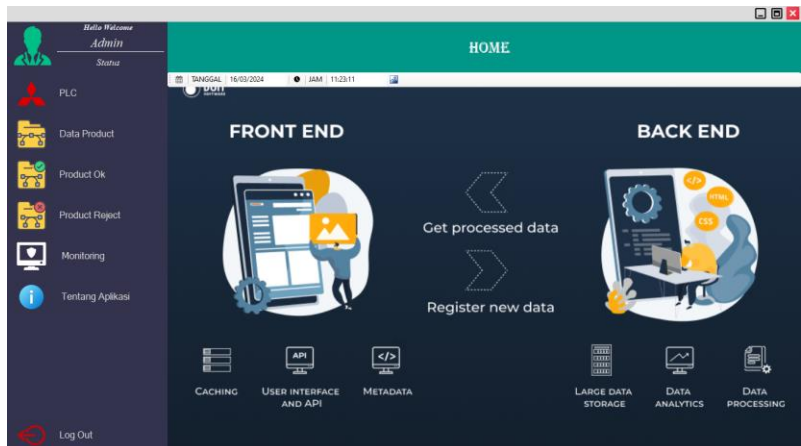 Hello Welcome
Admin
Status
HOME
TANGGAL 16/03/2024 JAM 11:23:11
PLC
Data Product
Product Ok
Product Reject
Monitoring
Tentang Aplikasi
Log Out
FRONT END
BACK END
Get processed data
Register new data
</>
HTML
CSS
API
</>
CACHING
USER INTERFACE
AND API
METADATA
LARGE DATA
STORAGE
DATA
ANALYTICS
DATA
PROCESSING